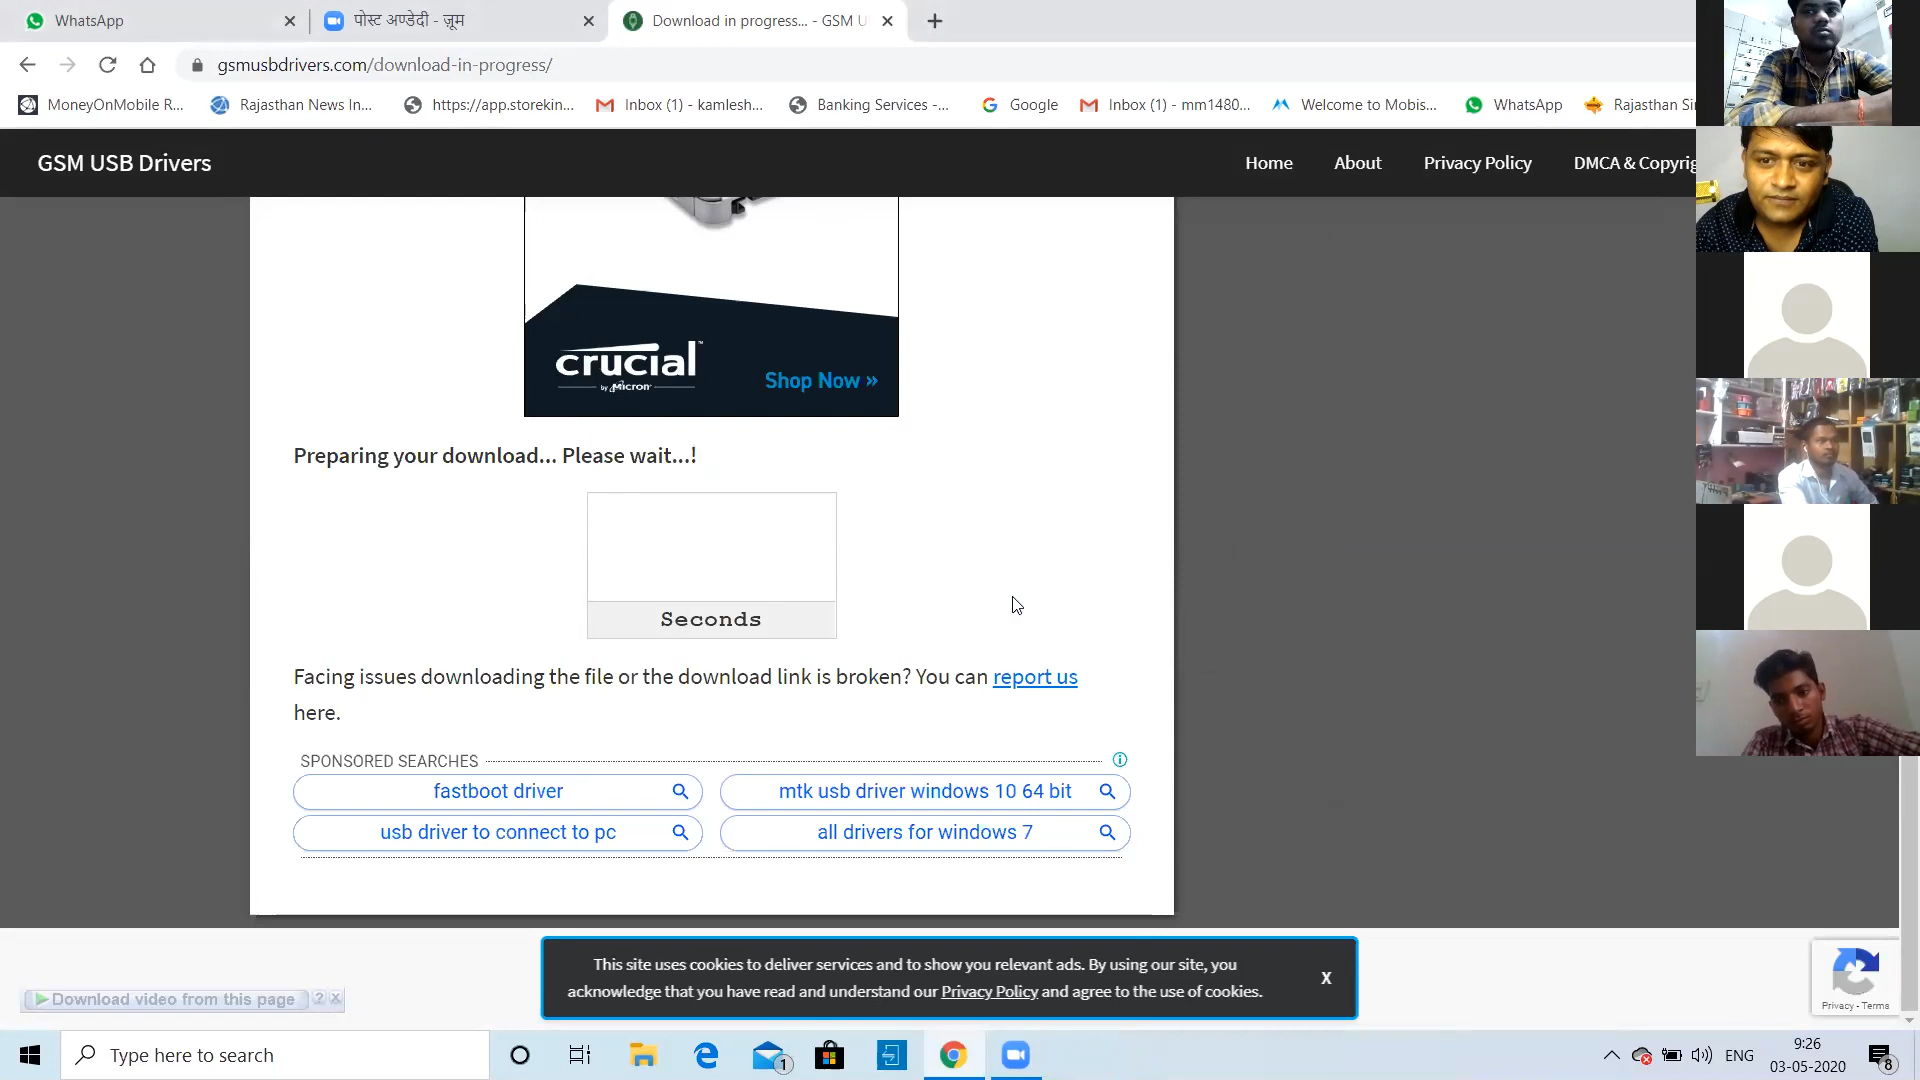 WhatsApp
पोस्ट अण्डेदी - ज़ूम
Download in progress... - GSM U
gsmusbdrivers.com/download-in-progress/
MoneyOnMobile R...
Rajasthan News In...
https://app.storekin...
Inbox (1) - kamlesh...
Banking Services -...
Google
Inbox (1) - mm1480...
Welcome to Mobis...
WhatsApp
Rajasthan Si
GSM USB Drivers
Home
About
Privacy Policy
DMCA & Copyrig
crucial™
by Micron
Shop Now »
Preparing your download... Please wait...!
Seconds
Facing issues downloading the file or the download link is broken? You can report us
here.
SPONSORED SEARCHES
fastboot driver
mtk usb driver windows 10 64 bit
usb driver to connect to pc
all drivers for windows 7
This site uses cookies to deliver services and to show you relevant ads. By using our site, you
acknowledge that you have read and understand our Privacy Policy and agree to the use of cookies.
X
Download video from this page
? X
Privacy - Terms
Type here to search
1
ENG
9:26
03-05-2020
8